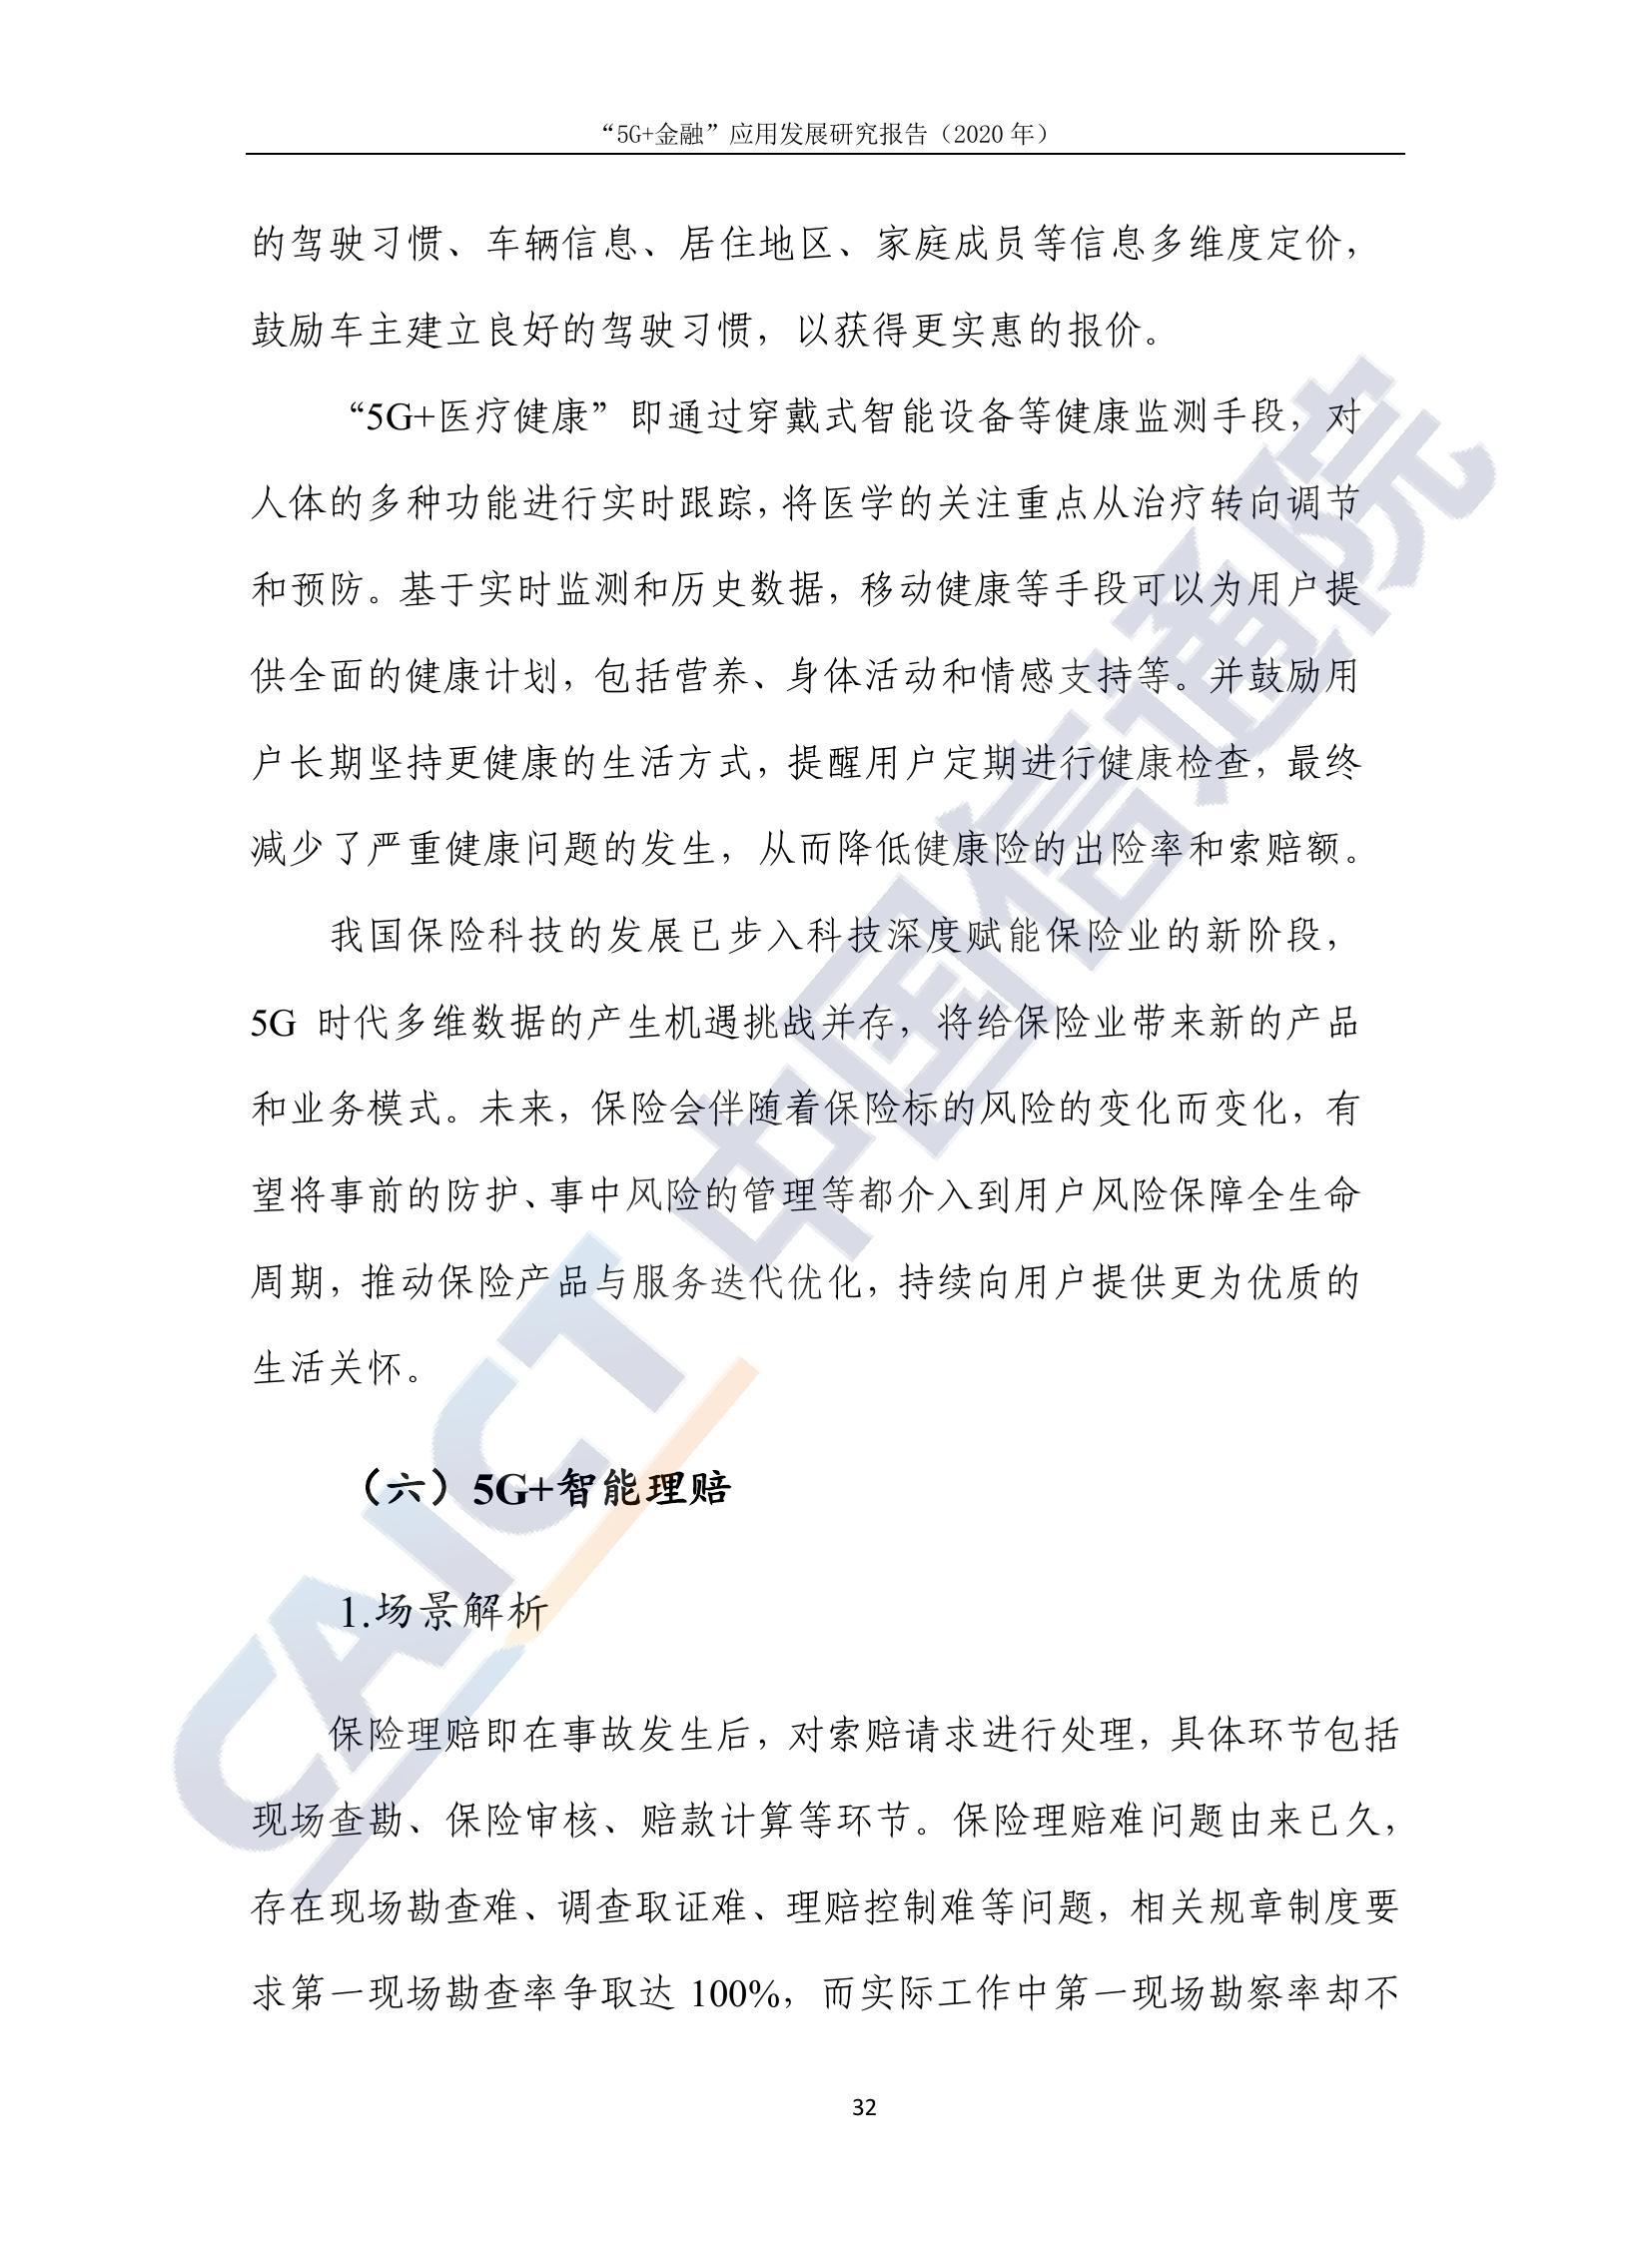 “5G+金融”应用发展研究报告（2020 年）
的驾驶习惯、车辆信息、居住地区、家庭成员等信息多维度定价，
鼓励车主建立良好的驾驶习惯，以获得更实惠的报价。
“5G+医疗健康”即通过穿戴式智能设备等健康监测手段，对
人体的多种功能进行实时跟踪，将医学的关注重点从治疗转向调节
和预防。基于实时监测和历史数据，移动健康等手段可以为用户提
供全面的健康计划，包括营养、身体活动和情感支持等。并鼓励用
户长期坚持更健康的生活方式，提醒用户定期进行健康检查，最终
减少了严重健康问题的发生，从而降低健康险的出险率和索赔额。
我国保险科技的发展已步入科技深度赋能保险业的新阶段，
5G 时代多维数据的产生机遇挑战并存，将给保险业带来新的产品
和业务模式。未来，保险会伴随着保险标的风险的变化而变化，有
望将事前的防护、事中风险的管理等都介入到用户风险保障全生命
周期，推动保险产品与服务迭代优化，持续向用户提供更为优质的
生活关怀。
（六）5G+智能理赔
1.场景解析
保险理赔即在事故发生后，对索赔请求进行处理，具体环节包括
现场查勘、保险审核、赔款计算等环节。保险理赔难问题由来已久，
存在现场勘查难、调查取证难、理赔控制难等问题，相关规章制度要
求第一现场勘查率争取达 100%，而实际工作中第一现场勘察率却不
32
CAICT 中国信通院